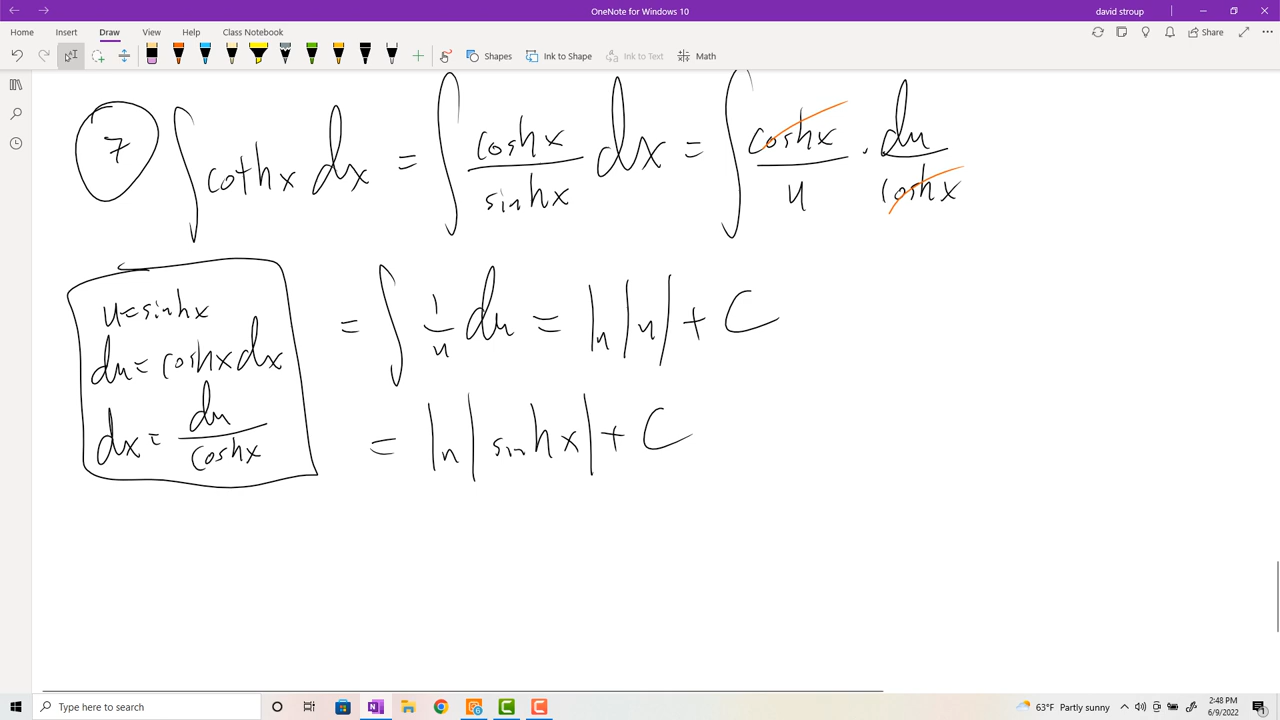 OneNote for Windows 10
david stroup
Home Insert Draw View History Review Help Class Notebook
Share
Shapes Ink to Shape Ink to Text Math
7 ∫ coth x dx = ∫ cosh x / sinh x dx = ∫ cosh x / u · du / cosh x
u = sinh x
du = cosh x dx
dx = du / cosh x
= ∫ 1/u du = ln|u| + C
= ln|sinh x| + C
Type here to search
63°F Partly sunny
2:48 PM
6/9/2022